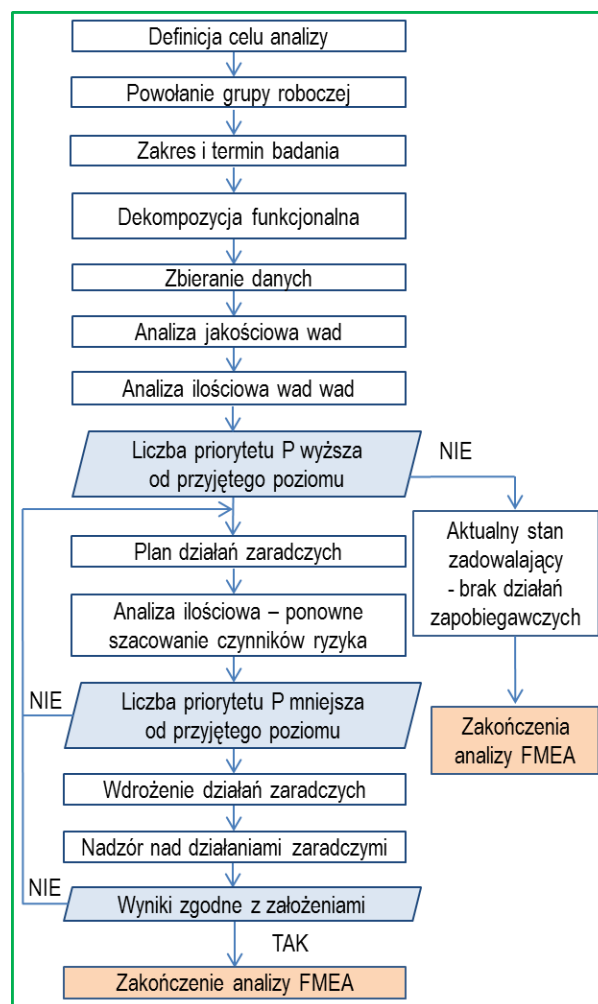 Definicja celu analizy
Powołanie grupy roboczej
Zakres i termin badania
Dekompozycja funkcjonalna
Zbieranie danych
Analiza jakościowa wad
Analiza ilościowa wad wad
Liczba priorytetu P wyższa
od przyjętego poziomu
NIE
Aktualny stan
zadowalający
- brak działań
zapobiegawczych
Zakończenia
analizy FMEA
Plan działań zaradczych
Analiza ilościowa – ponowne
szacowanie czynników ryzyka
NIE
Liczba priorytetu P mniejsza
od przyjętego poziomu
Wdrożenie działań zaradczych
Nadzór nad działaniami zaradczymi
NIE
Wyniki zgodne z założeniami
TAK
Zakończenie analizy FMEA